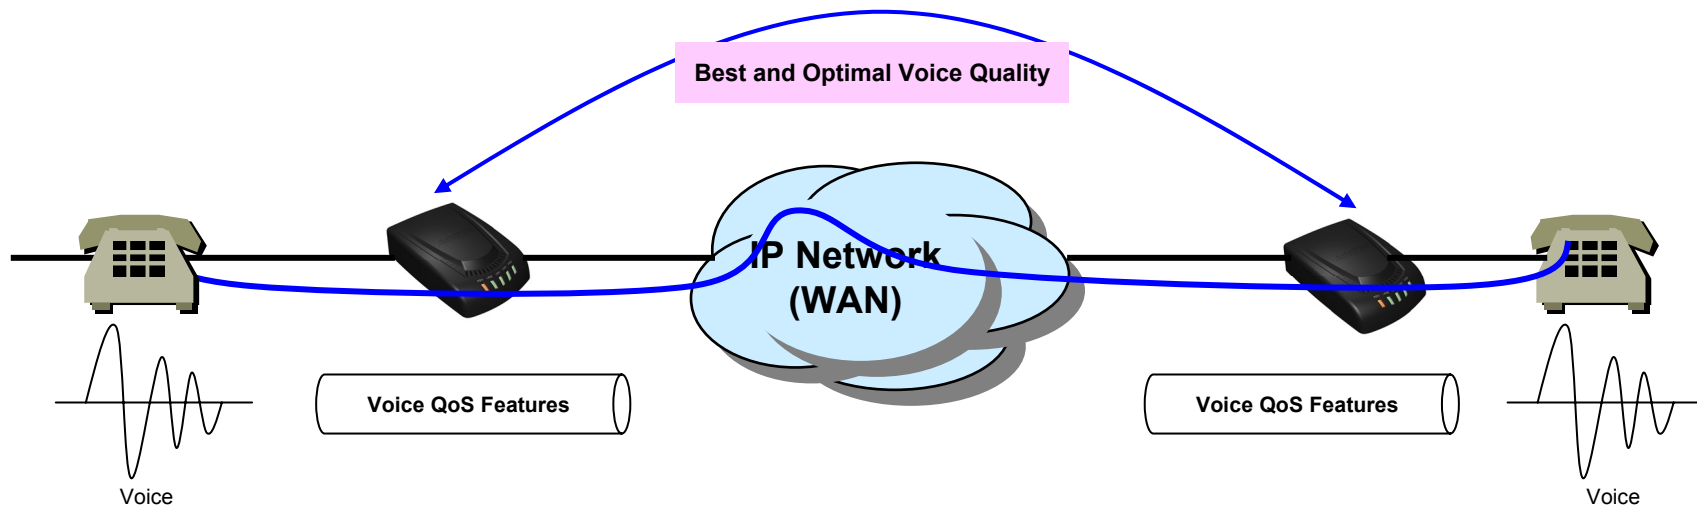 Best and Optimal Voice Quality
IP Network
(WAN)
Voice QoS Features
Voice QoS Features
Voice
Voice